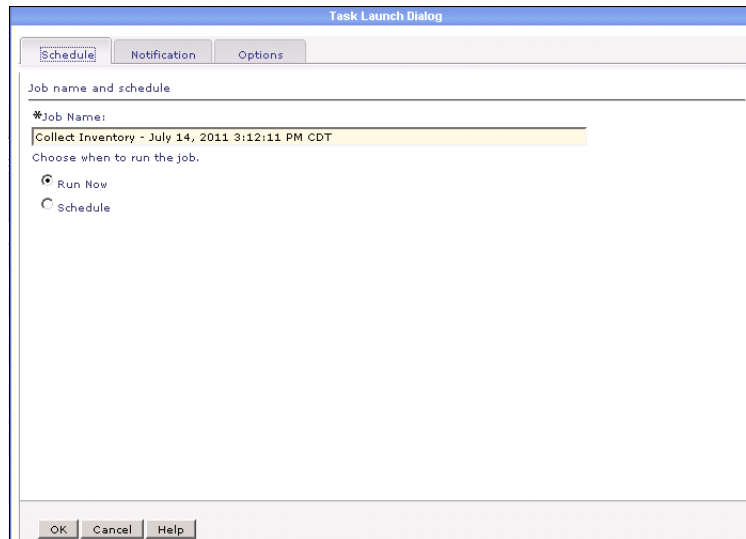 Task Launch Dialog
Schedule Notification Options
Job name and schedule
*Job Name:
Collect Inventory - July 14, 2011 3:12:11 PM CDT
Choose when to run the job.
Run Now
Schedule
OK Cancel Help